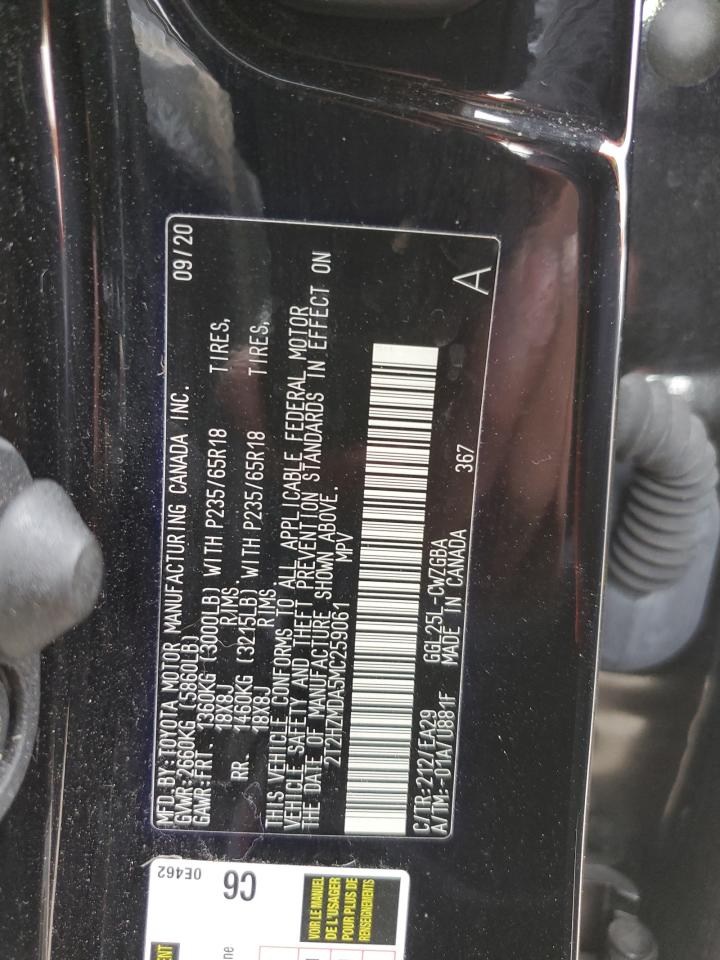 MFD.BY:TOYOTA MOTOR MANUFACTURING CANADA INC. 09/20
GVWR:2660KG (5860LB)
GAWR:FRT. 1360KG (3000LB) WITH P235/65R18 TIRES,
18X8J RIMS.
RR. 1460KG (3215LB) WITH P235/65R18 TIRES,
18X8J RIMS.
THIS VEHICLE CONFORMS TO ALL APPLICABLE FEDERAL MOTOR
VEHICLE SAFETY AND THEFT PREVENTION STANDARDS IN EFFECT ON
THE DATE OF MANUFACTURE SHOWN ABOVE.
2T2HZMDA5MC259061 MPV
C/TR:212/EA29 GGL25L-CWZGBA
A/TM:-01A/U881F MADE IN CANADA 367
A
0E462
C6
VOIR LE MANUEL
DE L'USAGER
POUR PLUS DE
RENSEIGNEMENTS